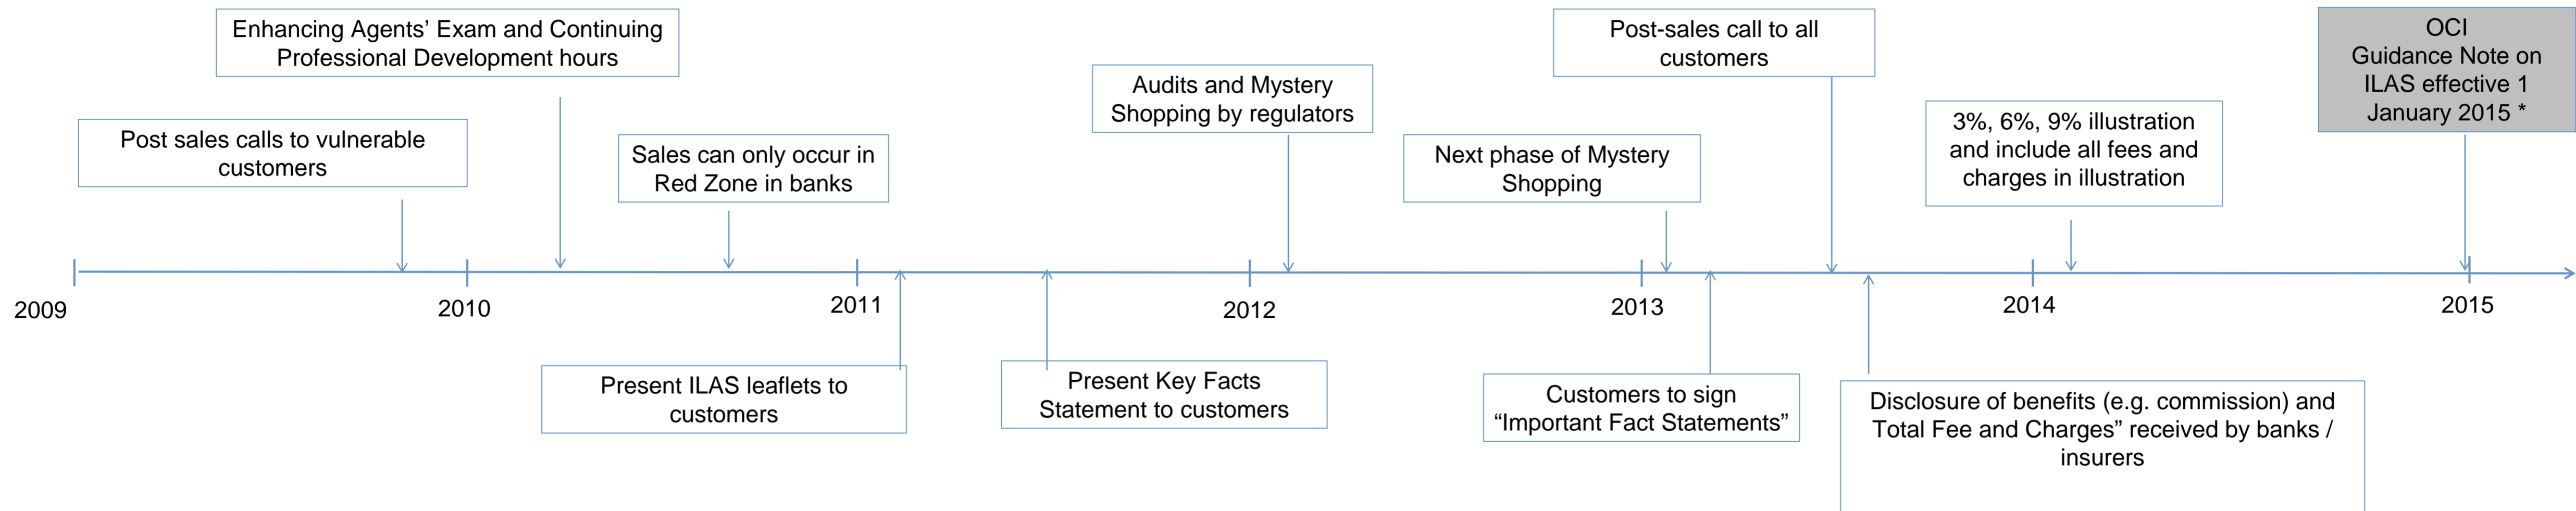 Enhancing Agents’ Exam and Continuing
Professional Development hours
Post-sales call to all
customers
OCI
Guidance Note on
ILAS effective 1
January 2015 *
Audits and Mystery
Shopping by regulators
3%, 6%, 9% illustration
and include all fees and
charges in illustration
Post sales calls to vulnerable
customers
Sales can only occur in
Red Zone in banks
Next phase of Mystery
Shopping
2009
2010
2011
2012
2013
2014
2015
Present ILAS leaflets to
customers
Present Key Facts
Statement to customers
Customers to sign
“Important Fact Statements”
Disclosure of benefits (e.g. commission) and
Total Fee and Charges” received by banks /
insurers